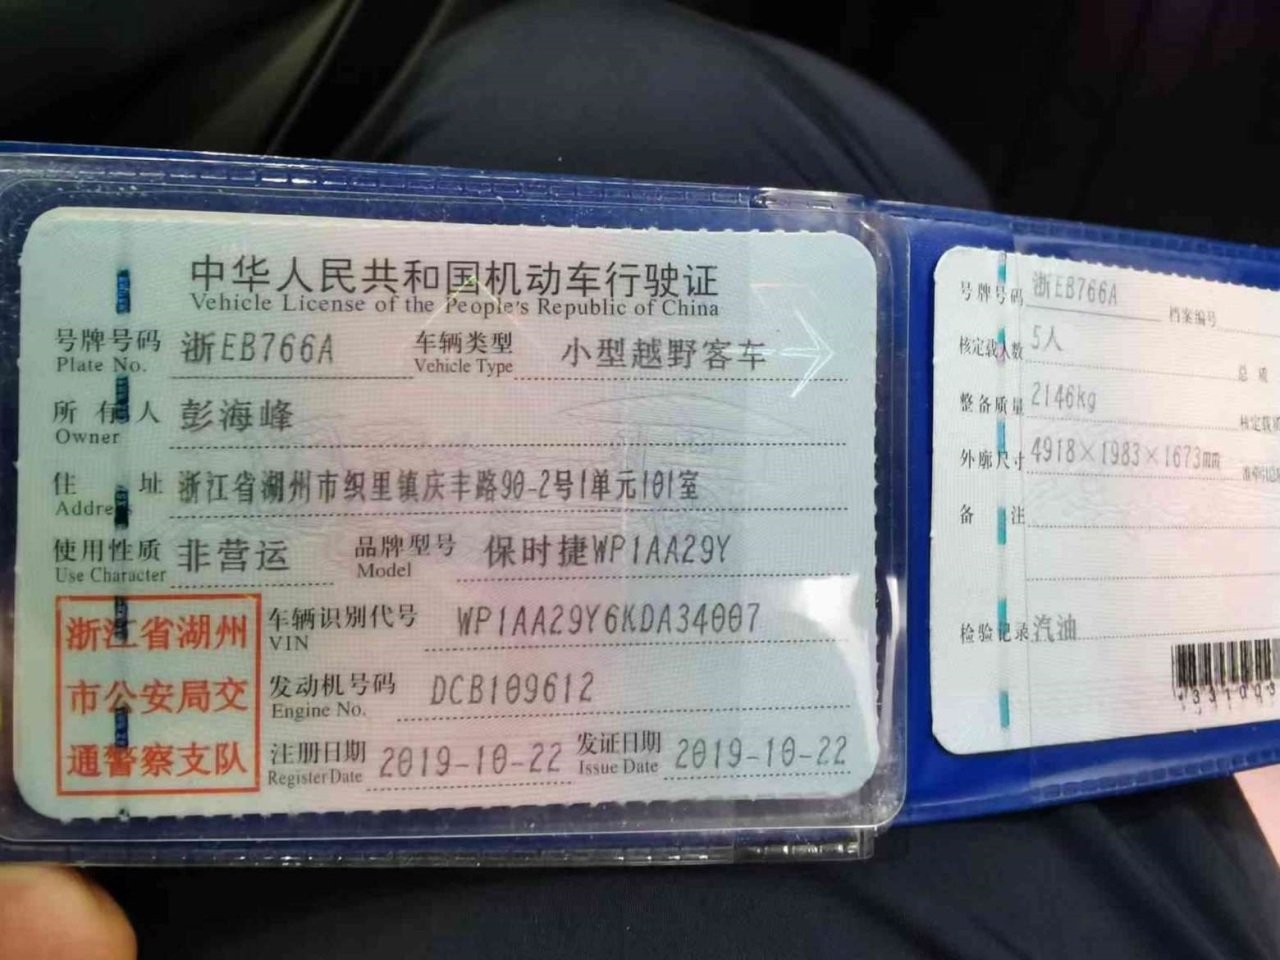 中华人民共和国机动车行驶证
Vehicle License of the People's Republic of China
号牌号码 浙EB766A 车辆类型 小型越野客车
Plate No. Vehicle Type
所有人 彭海峰
Owner
住址 浙江省湖州市织里镇庆丰路90-2号1单元101室
Address
使用性质 非营运 品牌型号 保时捷WP1AA29Y
Use Character Model
浙江省湖州
市公安局交
通警察支队
车辆识别代号 WP1AA29Y6KDA34007
VIN
发动机号码 DCB109612
Engine No.
注册日期 2019-10-22 发证日期 2019-10-22
Register Date Issue Date
号牌号码 浙EB766A 档案编号
核定载人数 5人
总质
整备质量 2146kg
核定载质
外廓尺寸 4918×1983×1673mm
备注
检验记录 汽油